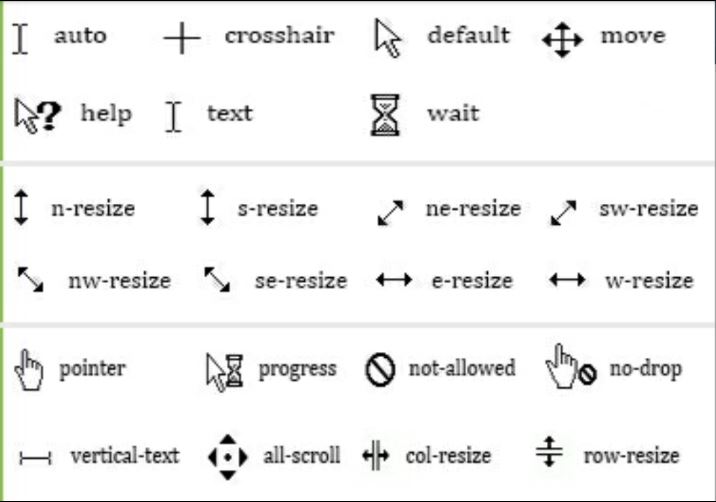 auto crosshair default move
help text wait
n-resize s-resize ne-resize sw-resize
nw-resize se-resize e-resize w-resize
pointer progress not-allowed no-drop
vertical-text all-scroll col-resize row-resize